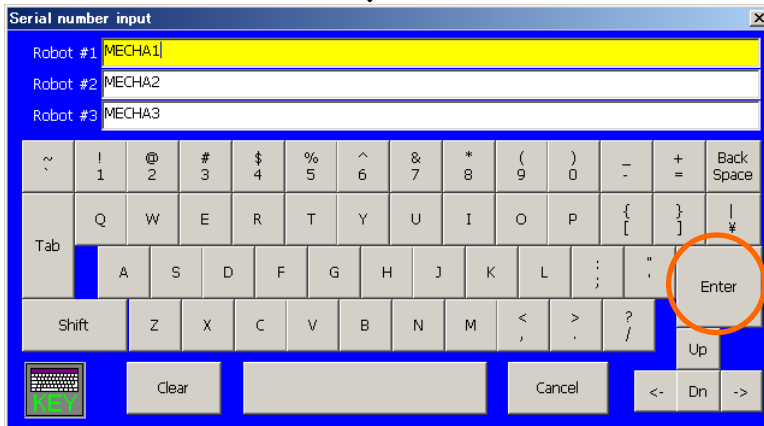 Serial number input
Robot #1 MECHA1
Robot #2 MECHA2
Robot #3 MECHA3
~ ! @ # $ % ^ & * ( ) _ + Back
` 1 2 3 4 5 6 7 8 9 0 - = Space
Q W E R T Y U I O P { } |
[ ] ¥
Tab
A S D F G H J K L : "
; '
Enter
Shift Z X C V B N M < > ?
, . /
Up
KEY Clear Cancel <- Dn ->